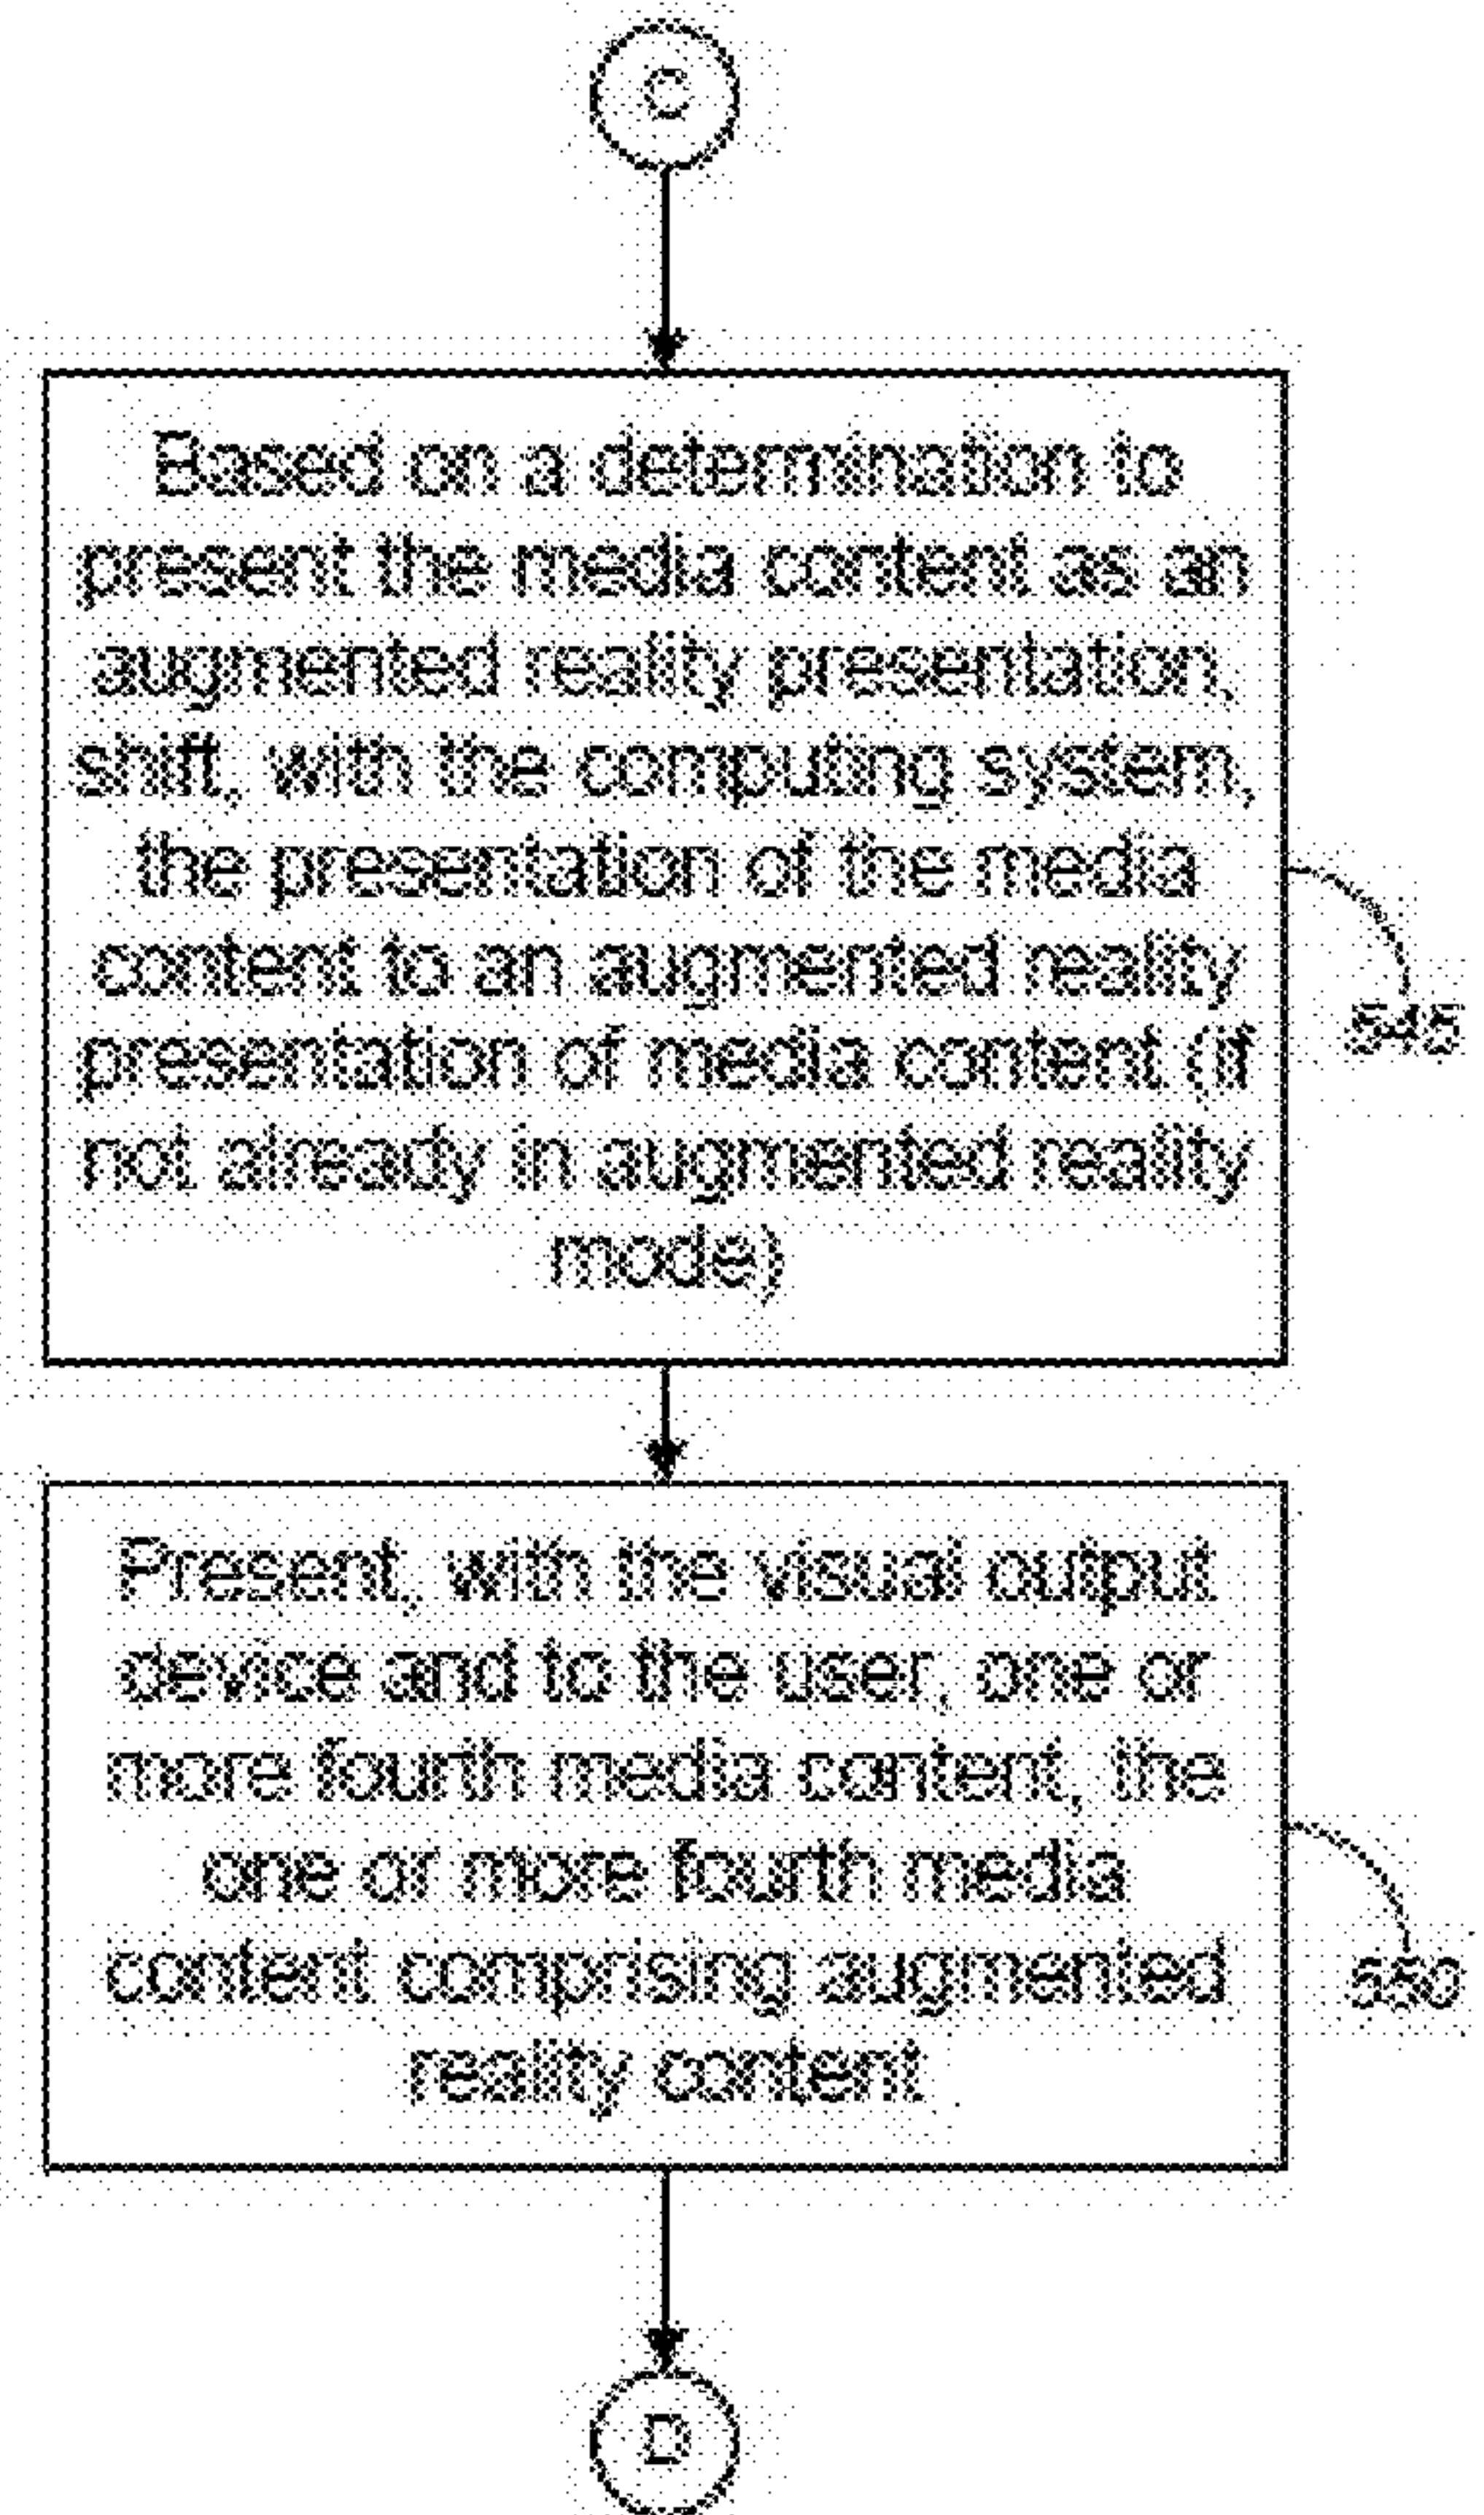 C
Based on a determination to
present the media content as an
augmented reality presentation,
shift, with the computing system,
the presentation of the media
content to an augmented reality
presentation of media content (if
not already in augmented reality
mode)
545
Present, with the visual output
device and to the user, one or
more fourth media content, the
one or more fourth media
content comprising augmented
reality content
550
D